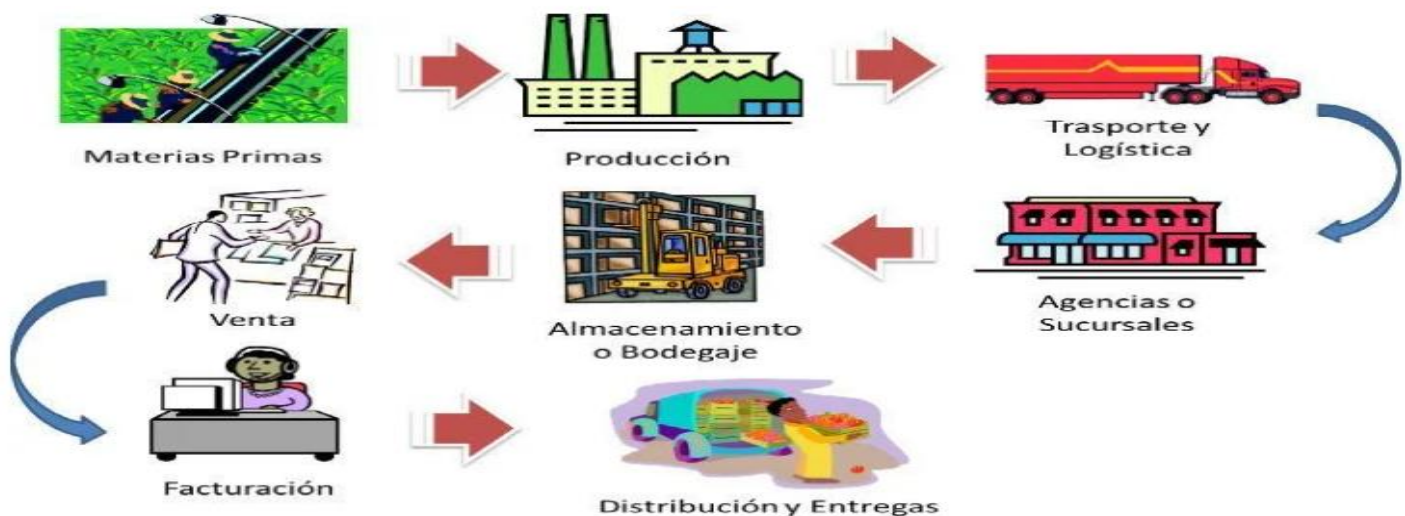 Materias Primas
Producción
Trasporte y
Logística
Agencias o
Sucursales
Almacenamiento
o Bodegaje
Venta
Facturación
Distribución y Entregas